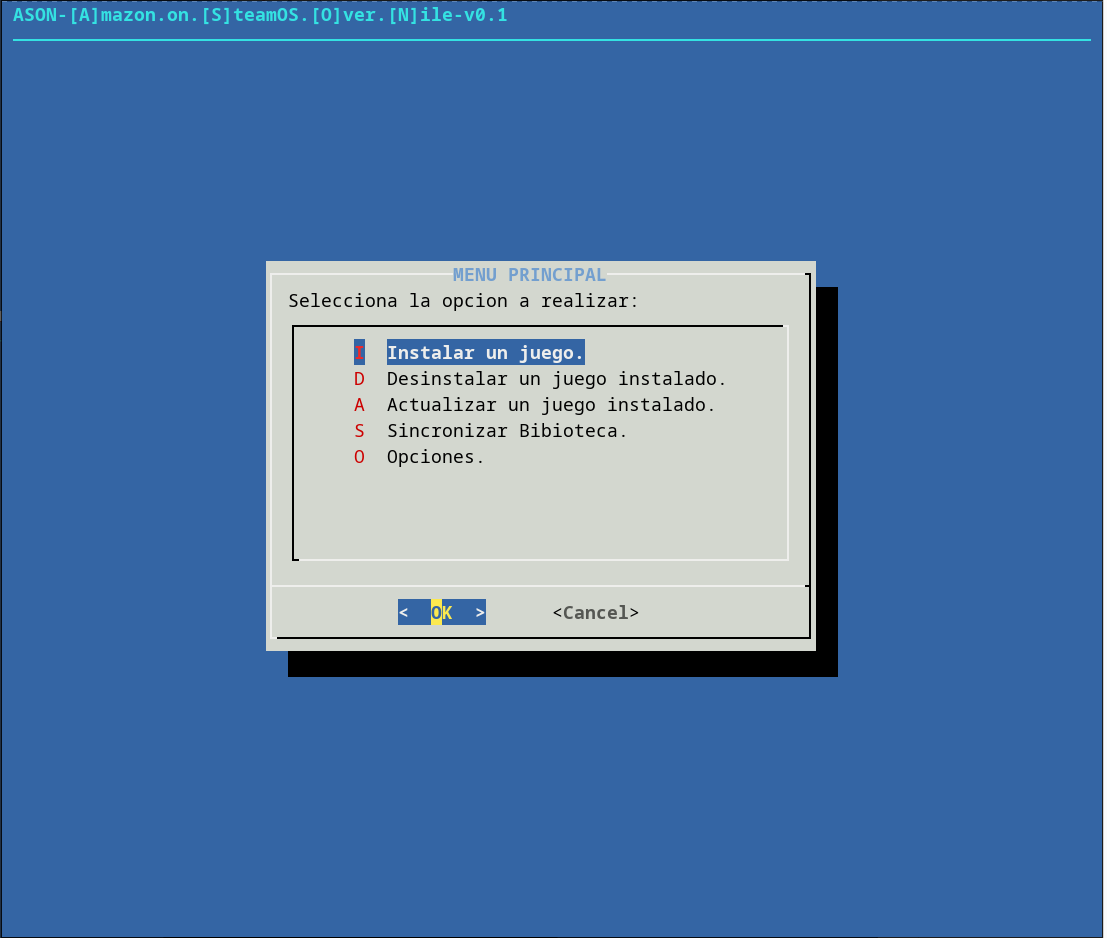 ASON-[A]mazon.on.[S]teamOS.[O]ver.[N]ile-v0.1
MENU PRINCIPAL
Selecciona la opcion a realizar:
I Instalar un juego.
D Desinstalar un juego instalado.
A Actualizar un juego instalado.
S Sincronizar Bibioteca.
O Opciones.
< OK > <Cancel>